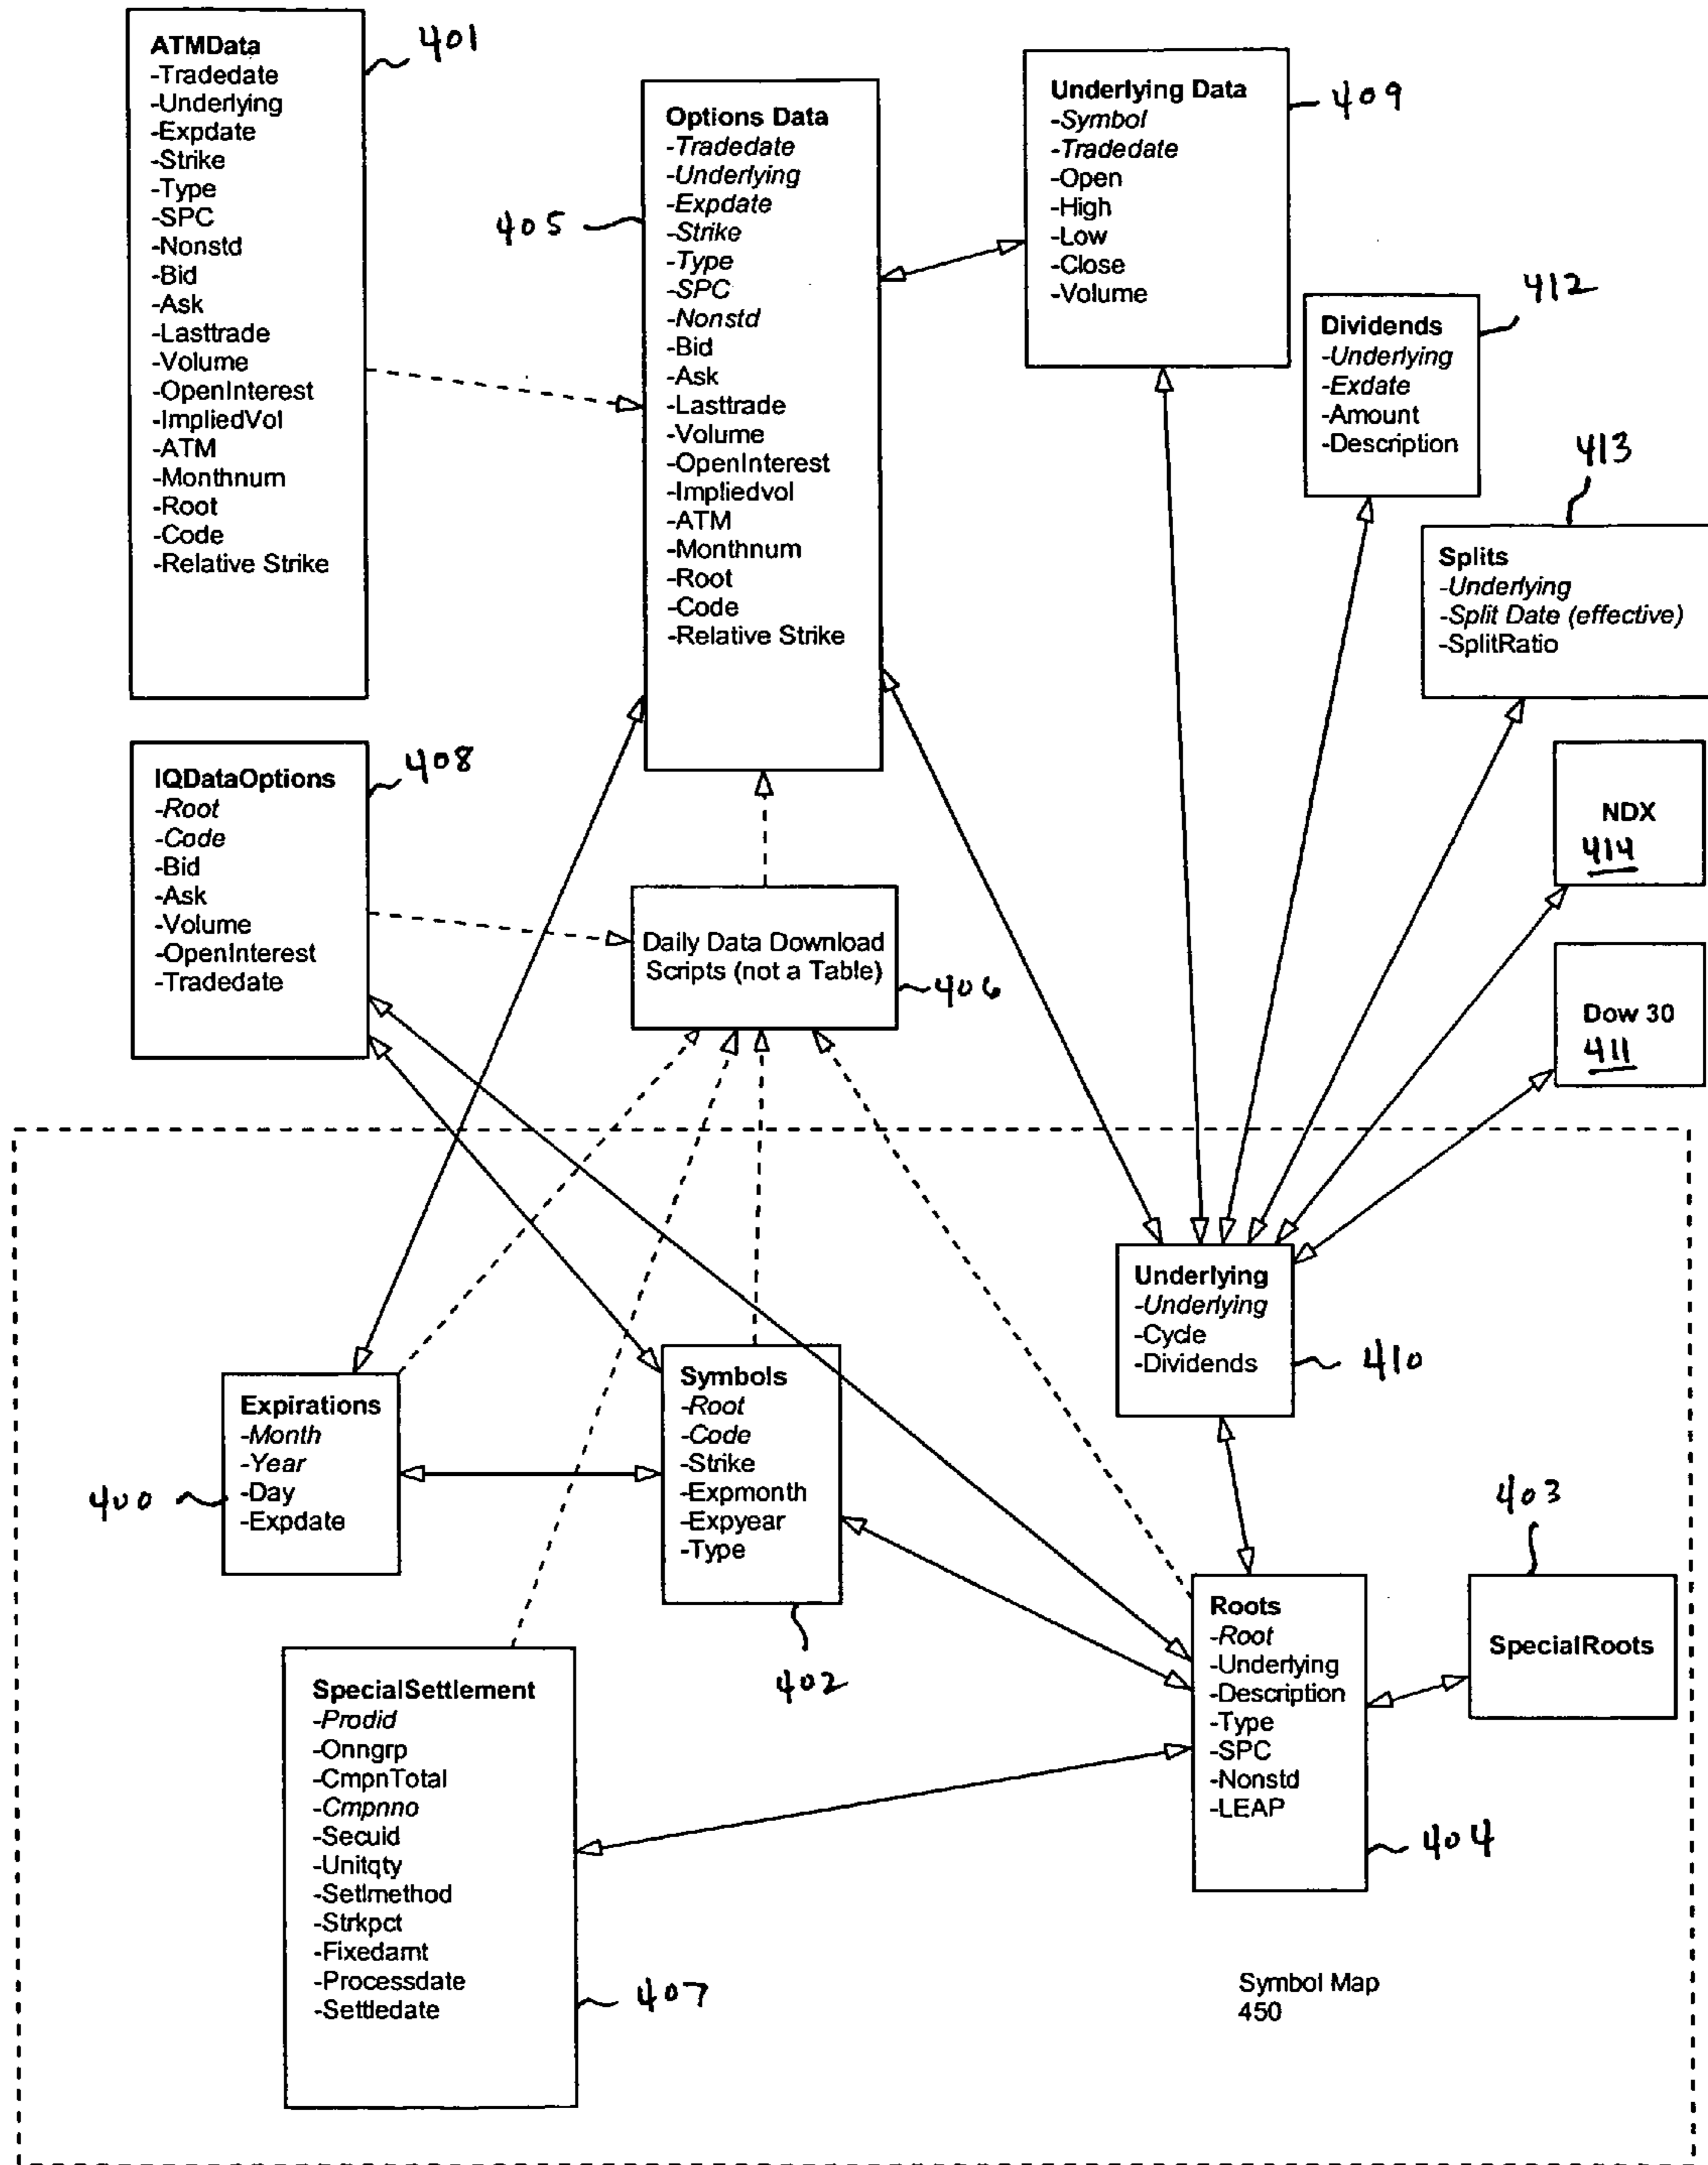 ATMData
-Tradedate
-Underlying
-Expdate
-Strike
-Type
-SPC
-Nonstd
-Bid
-Ask
-Lasttrade
-Volume
-OpenInterest
-ImpliedVol
-ATM
-Monthnum
-Root
-Code
-Relative Strike
401
Options Data
-Tradedate
-Underlying
-Expdate
-Strike
-Type
-SPC
-Nonstd
-Bid
-Ask
-Lasttrade
-Volume
-OpenInterest
-Impliedvol
-ATM
-Monthnum
-Root
-Code
-Relative Strike
405
Underlying Data
-Symbol
-Tradedate
-Open
-High
-Low
-Close
-Volume
409
Dividends
-Underlying
-Exdate
-Amount
-Description
412
Splits
-Underlying
-Split Date (effective)
-SplitRatio
413
NDX
414
Dow 30
411
IQDataOptions
-Root
-Code
-Bid
-Ask
-Volume
-OpenInterest
-Tradedate
408
Daily Data Download
Scripts (not a Table)
406
Underlying
-Underlying
-Cycle
-Dividends
410
Expirations
-Month
-Year
-Day
-Expdate
400
Symbols
-Root
-Code
-Strike
-Expmonth
-Expyear
-Type
402
Roots
-Root
-Underlying
-Description
-Type
-SPC
-Nonstd
-LEAP
404
SpecialRoots
403
SpecialSettlement
-Prodid
-Onngrp
-CmpnTotal
-Cmpnno
-Secuid
-Unitqty
-Setlmethod
-Strkpct
-Fixedamt
-Processdate
-Settledate
407
Symbol Map
450